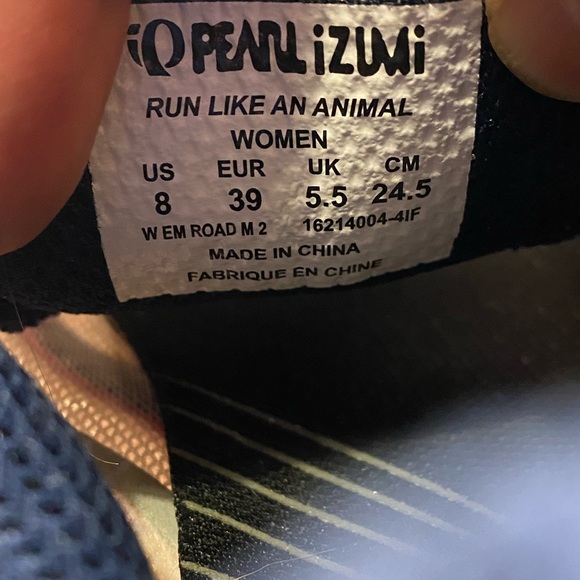 PEARL iZUMi
RUN LIKE AN ANIMAL
WOMEN
US EUR UK CM
8 39 5.5 24.5
W EM ROAD M 2 16214004-4IF
MADE IN CHINA
FABRIQUE EN CHINE